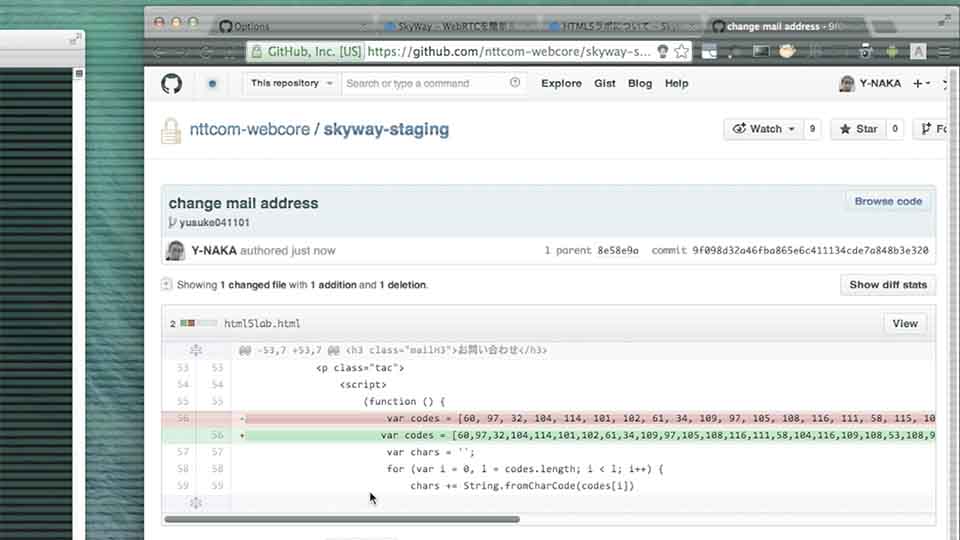 Options
SkyWay – WebRTCを簡単
HTML5ラボについて – Sky
change mail address · 9f0
GitHub, Inc. [US] https://github.com/nttcom-webcore/skyway-s...
This repository
Search or type a command
Explore Gist Blog Help
Y-NAKA
nttcom-webcore / skyway-staging
Watch 9
Star 0
Fo
change mail address
Browse code
yusuke041101
Y-NAKA authored just now
1 parent 8e58e9a commit 9f098d32a46fba865e6c411134cde7a848b3e320
Showing 1 changed file with 1 addition and 1 deletion.
Show diff stats
2 html5lab.html
View
@@ -53,7 +53,7 @@ <h3 class="mailH3">お問い合わせ</h3>
53 53 <p class="tac">
54 54 <script>
55 55 (function () {
56 - var codes = [60, 97, 32, 104, 114, 101, 102, 61, 34, 109, 97, 105, 108, 116, 111, 58, 115, 10
56 + var codes = [60,97,32,104,114,101,102,61,34,109,97,105,108,116,111,58,104,116,109,108,53,108,9
57 57 var chars = '';
58 58 for (var i = 0, l = codes.length; i < l; i++) {
59 59 chars += String.fromCharCode(codes[i])